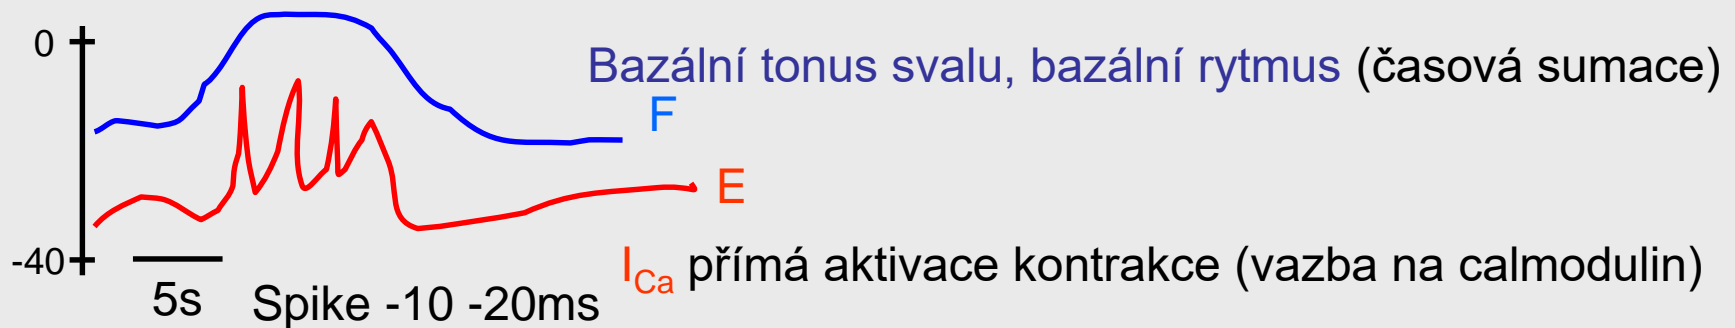 0
Bazální tonus svalu, bazální rytmus (časová sumace)
F
E
-40
I_Ca přímá aktivace kontrakce (vazba na calmodulin)
5s
Spike -10 -20ms